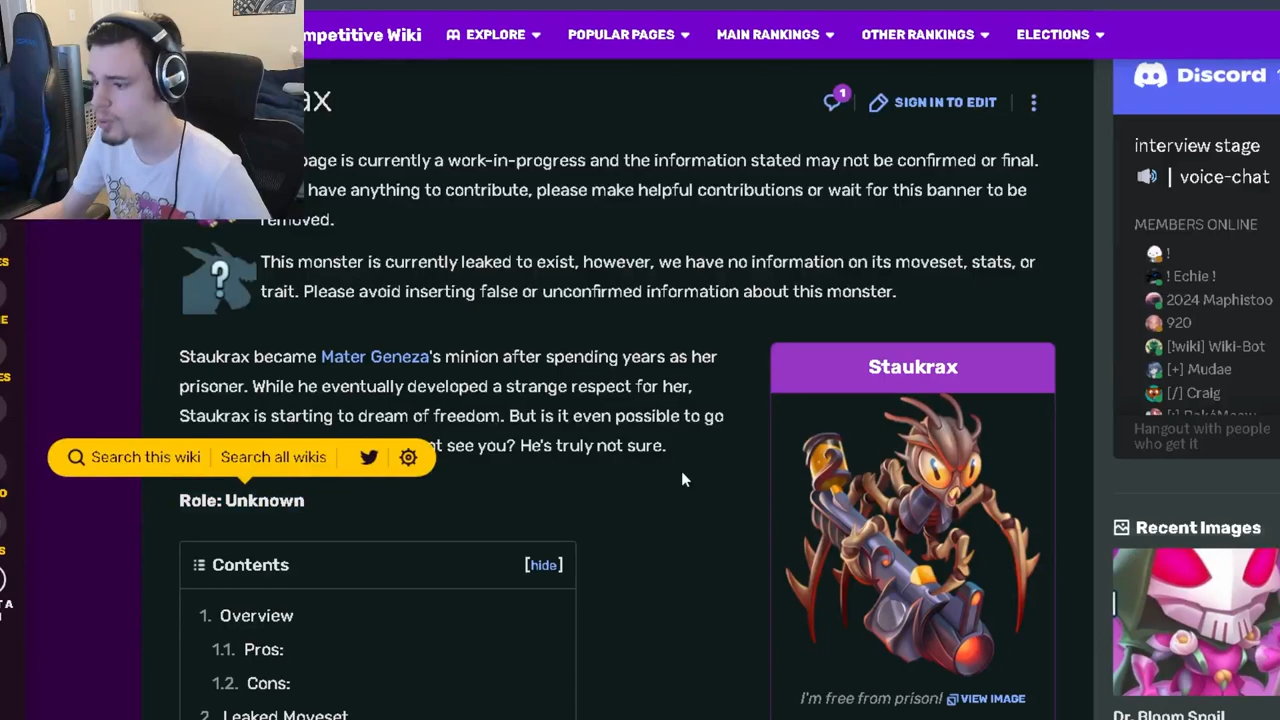 mpetitive Wiki EXPLORE POPULAR PAGES MAIN RANKINGS OTHER RANKINGS ELECTIONS
ax
1 SIGN IN TO EDIT
page is currently a work-in-progress and the information stated may not be confirmed or final.
have anything to contribute, please make helpful contributions or wait for this banner to be
removed.
This monster is currently leaked to exist, however, we have no information on its moveset, stats, or
trait. Please avoid inserting false or unconfirmed information about this monster.
Staukrax became Mater Geneza's minion after spending years as her
prisoner. While he eventually developed a strange respect for her,
Staukrax is starting to dream of freedom. But is it even possible to go
t see you? He's truly not sure.
Search this wiki Search all wikis
Role: Unknown
Contents [hide]
1. Overview
1.1. Pros:
1.2. Cons:
2. Leaked Moveset
Staukrax
I'm free from prison! VIEW IMAGE
Discord
interview stage
| voice-chat
MEMBERS ONLINE
!
! Echie !
2024 Maphistoo
920
[!wiki] Wiki-Bot
[+] Mudae
[/] Craig
Hangout with people
who get it
Recent Images
Dr. Bloom Spoil